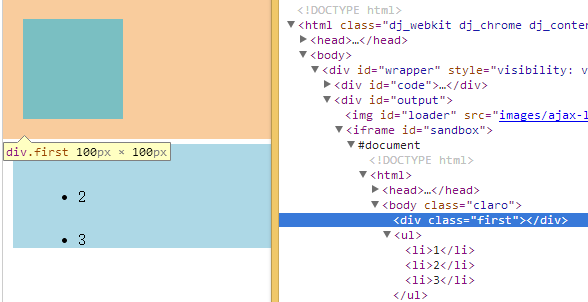 div.first 100px × 100px
2
3
<!DOCTYPE html>
▼<html class="dj_webkit dj_chrome dj_conten
▶<head>…</head>
▼<body>
▼<div id="wrapper" style="visibility: v
▶<div id="code">…</div>
▼<div id="output">
<img id="loader" src="images/ajax-l
▼<iframe id="sandbox">
▼#document
<!DOCTYPE html>
▼<html>
▶<head>…</head>
▼<body class="claro">
<div class="first"></div>
▼<ul>
<li>1</li>
<li>2</li>
<li>3</li>
</ul>